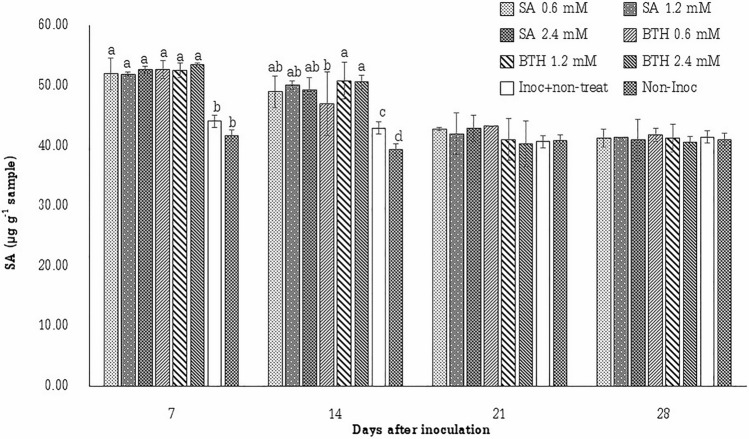 60.00
50.00
40.00
30.00
20.00
10.00
0.00
SA (µg g-1 sample)
SA 0.6 mM SA 1.2 mM
SA 2.4 mM BTH 0.6 mM
BTH 1.2 mM BTH 2.4 mM
Inoc+non-treat Non-Inoc
a a a a a a b b
ab ab ab b a a c d
7 14 21 28
Days after inoculation